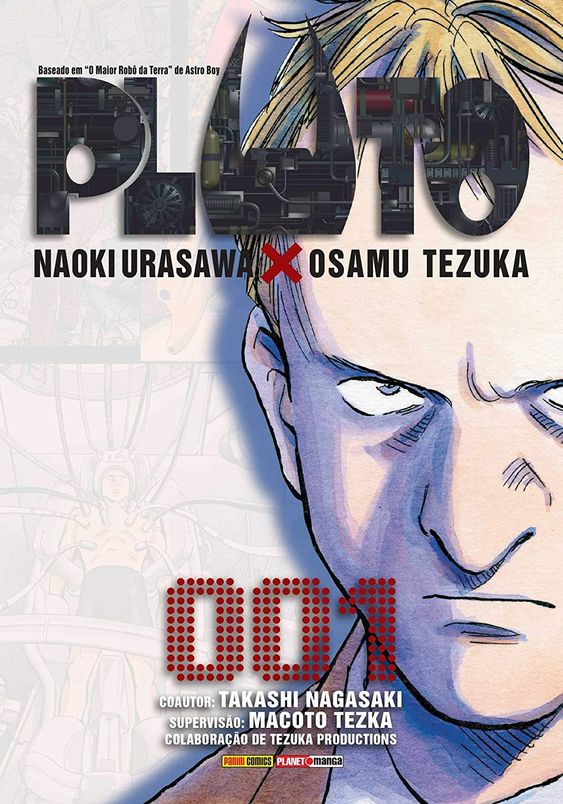 Baseado em "O Maior Robô da Terra" de Astro Boy
PLUTO
NAOKI URASAWA X OSAMU TEZUKA
001
COAUTOR: TAKASHI NAGASAKI
SUPERVISÃO: MACOTO TEZKA
COLABORAÇÃO DE TEZUKA PRODUCTIONS
PANINI COMICS PLANET manga